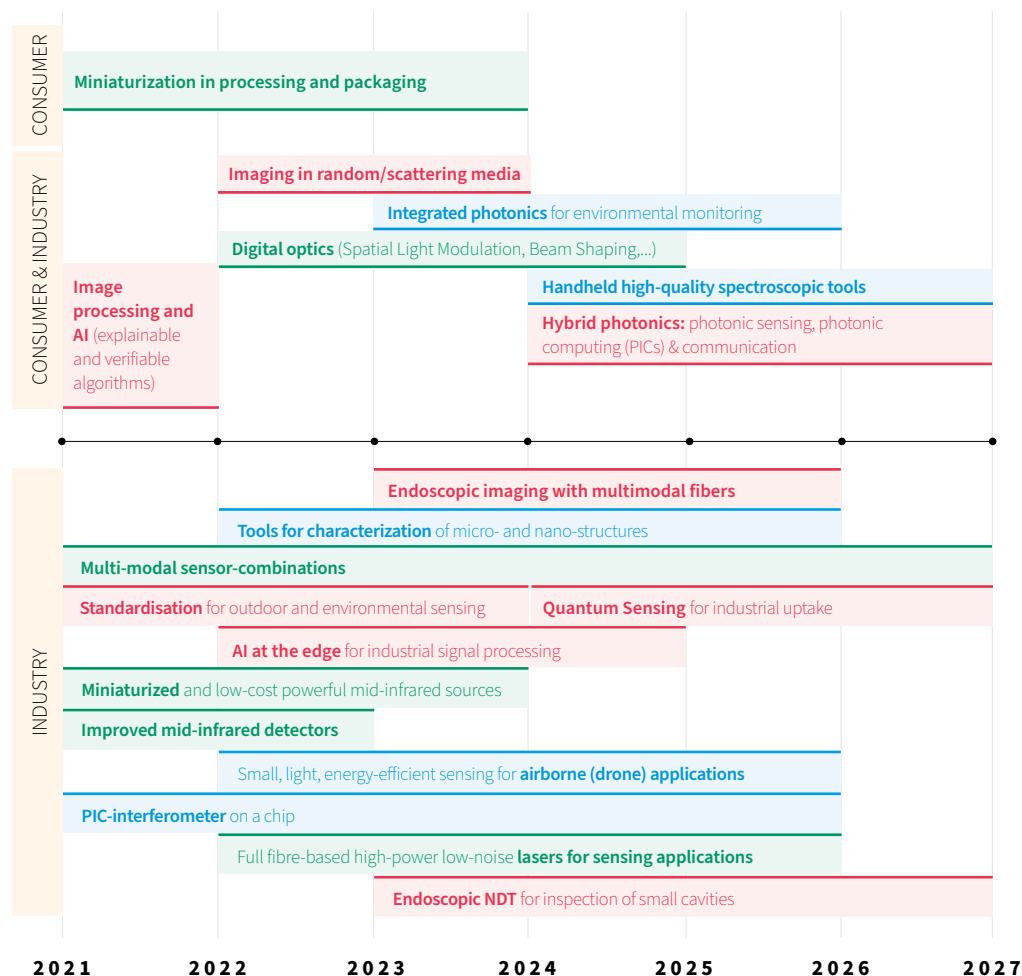 CONSUMER
Miniaturization in processing and packaging
CONSUMER & INDUSTRY
Imaging in random/scattering media
Integrated photonics for environmental monitoring
Digital optics (Spatial Light Modulation, Beam Shaping,...)
Image
processing and
AI (explainable
and verifiable
algorithms)
Handheld high-quality spectroscopic tools
Hybrid photonics: photonic sensing, photonic
computing (PICs) & communication
INDUSTRY
Endoscopic imaging with multimodal fibers
Tools for characterization of micro- and nano-structures
Multi-modal sensor-combinations
Standardisation for outdoor and environmental sensing
Quantum Sensing for industrial uptake
AI at the edge for industrial signal processing
Miniaturized and low-cost powerful mid-infrared sources
Improved mid-infrared detectors
Small, light, energy-efficient sensing for airborne (drone) applications
PIC-interferometer on a chip
Full fibre-based high-power low-noise lasers for sensing applications
Endoscopic NDT for inspection of small cavities
2021 2022 2023 2024 2025 2026 2027